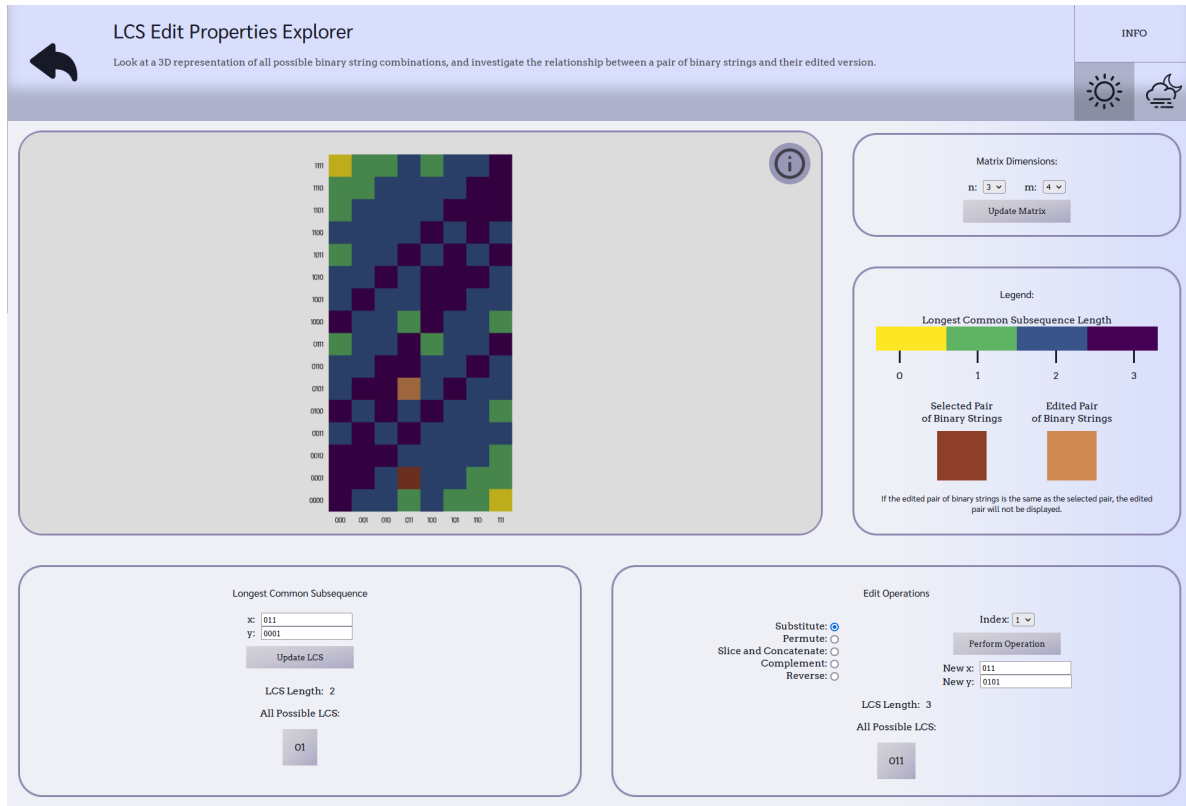 LCS Edit Properties Explorer
INFO
Look at a 3D representation of all possible binary string combinations, and investigate the relationship between a pair of binary strings and their edited version.
1111
1110
1101
1100
1011
1010
1001
1000
0111
0110
0101
0100
0011
0010
0001
0000
000 001 010 011 100 101 110 111
Matrix Dimensions:
n: 3 m: 4
Update Matrix
Legend:
Longest Common Subsequence Length
0 1 2 3
Selected Pair
of Binary Strings
Edited Pair
of Binary Strings
If the edited pair of binary strings is the same as the selected pair, the edited
pair will not be displayed.
Longest Common Subsequence
x: 011
y: 0001
Update LCS
LCS Length: 2
All Possible LCS:
01
Edit Operations
Substitute:
Permute:
Slice and Concatenate:
Complement:
Reverse:
Index: 1
Perform Operation
New x: 011
New y: 0101
LCS Length: 3
All Possible LCS:
011